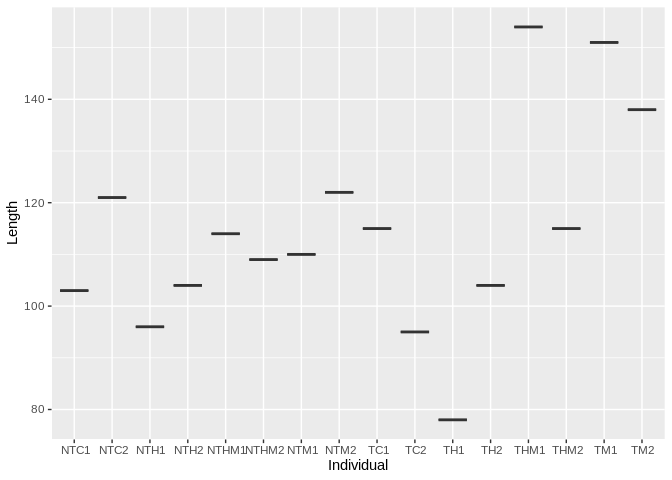 Length
140
120
100
80
NTC1 NTC2 NTH1 NTH2 NTHM1 NTHM2 NTM1 NTM2 TC1 TC2 TH1 TH2 THM1 THM2 TM1 TM2
Individual